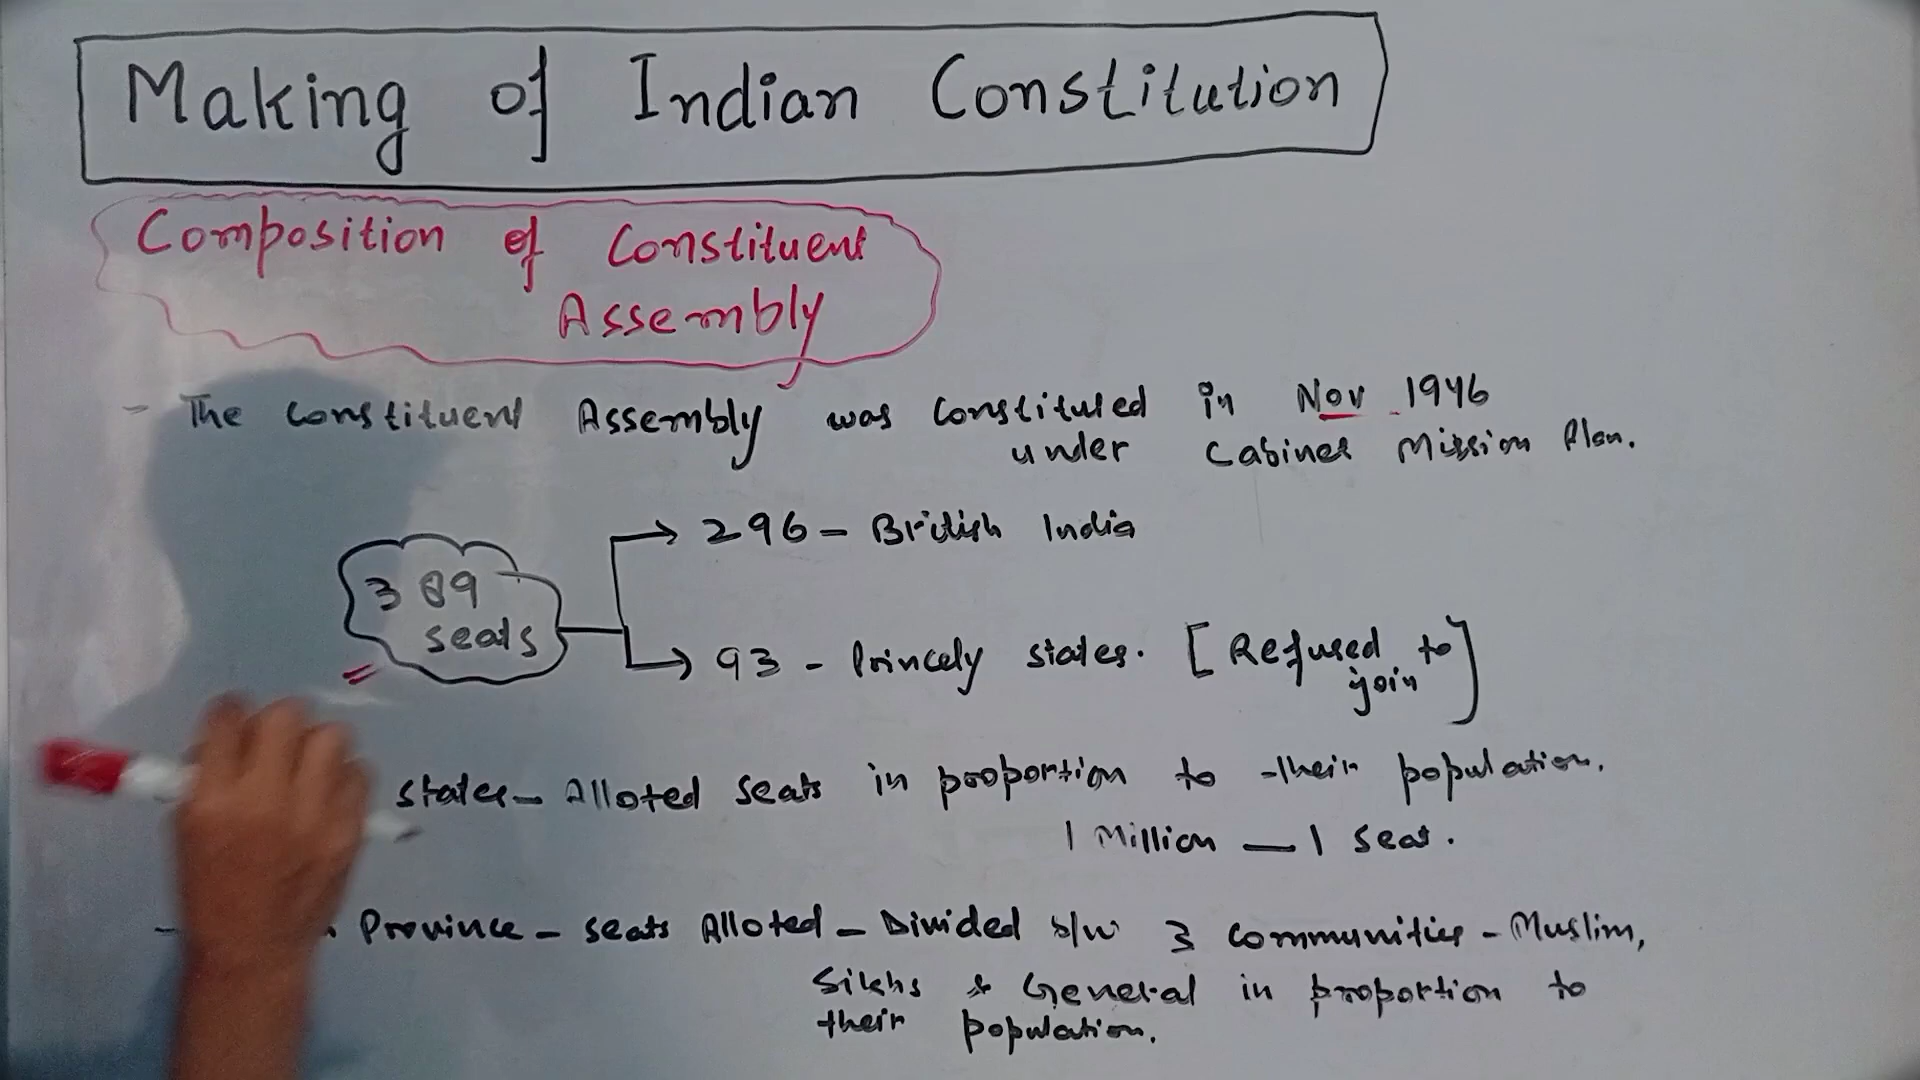 Making of Indian Constitution
Composition of Constituent
Assembly
- The Constituent Assembly was Constituted in Nov 1946
under Cabinet Mission Plan.
389
seats
→ 296 - British India
→ 93 - Princely states. [Refused to
join]
states - Alloted seats in proportion to their population.
1 Million — 1 seat.
- Province - seats Alloted - Divided b/w 3 communities - Muslim,
Sikhs & General in proportion to
their population.